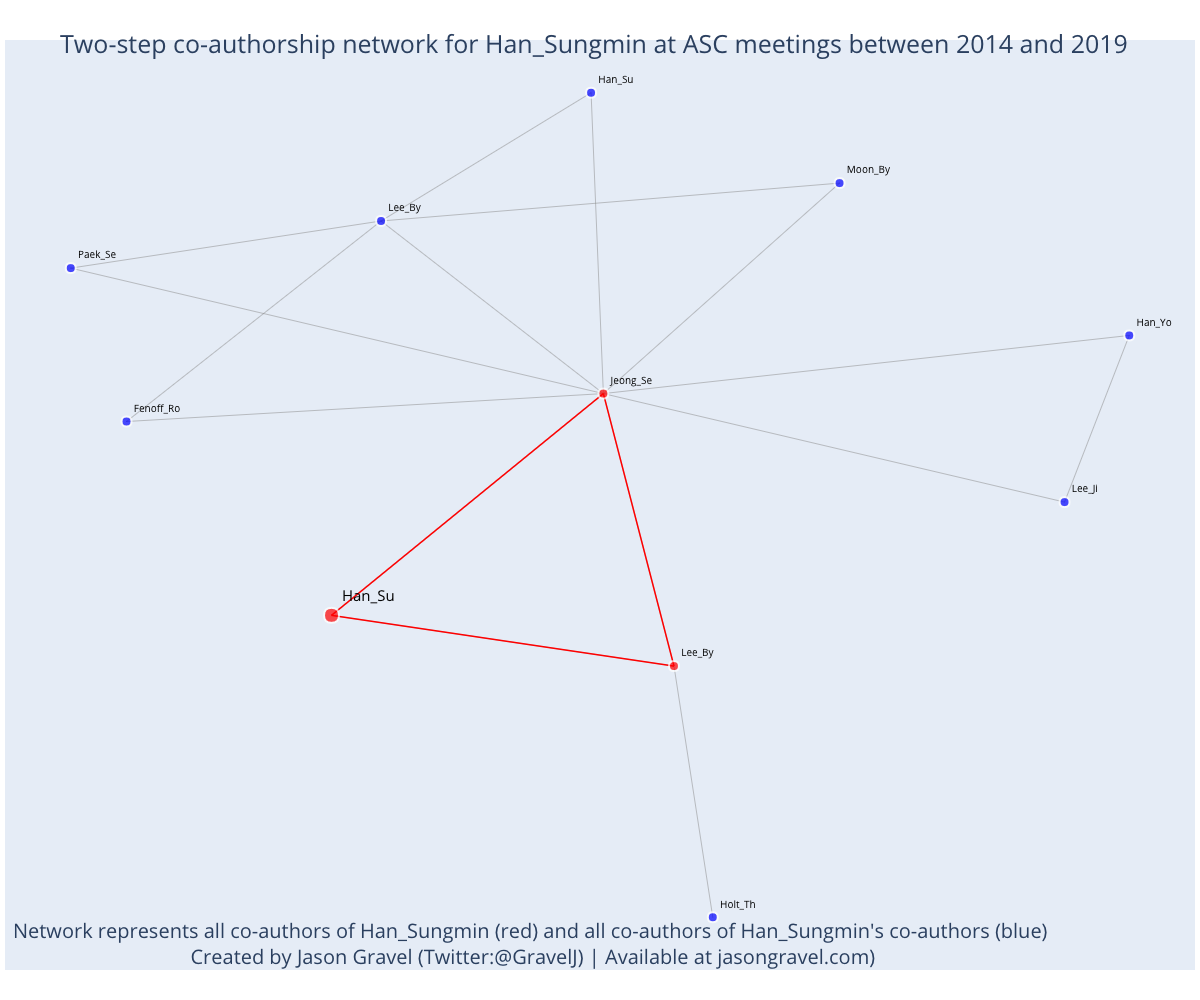 Two-step co-authorship network for Han_Sungmin at ASC meetings between 2014 and 2019
Han_Su
Moon_By
Lee_By
Paek_Se
Han_Yo
Jeong_Se
Fenoff_Ro
Lee_Ji
Han_Su
Lee_By
Holt_Th
Network represents all co-authors of Han_Sungmin (red) and all co-authors of Han_Sungmin's co-authors (blue)
Created by Jason Gravel (Twitter:@GravelJ) | Available at jasongravel.com)